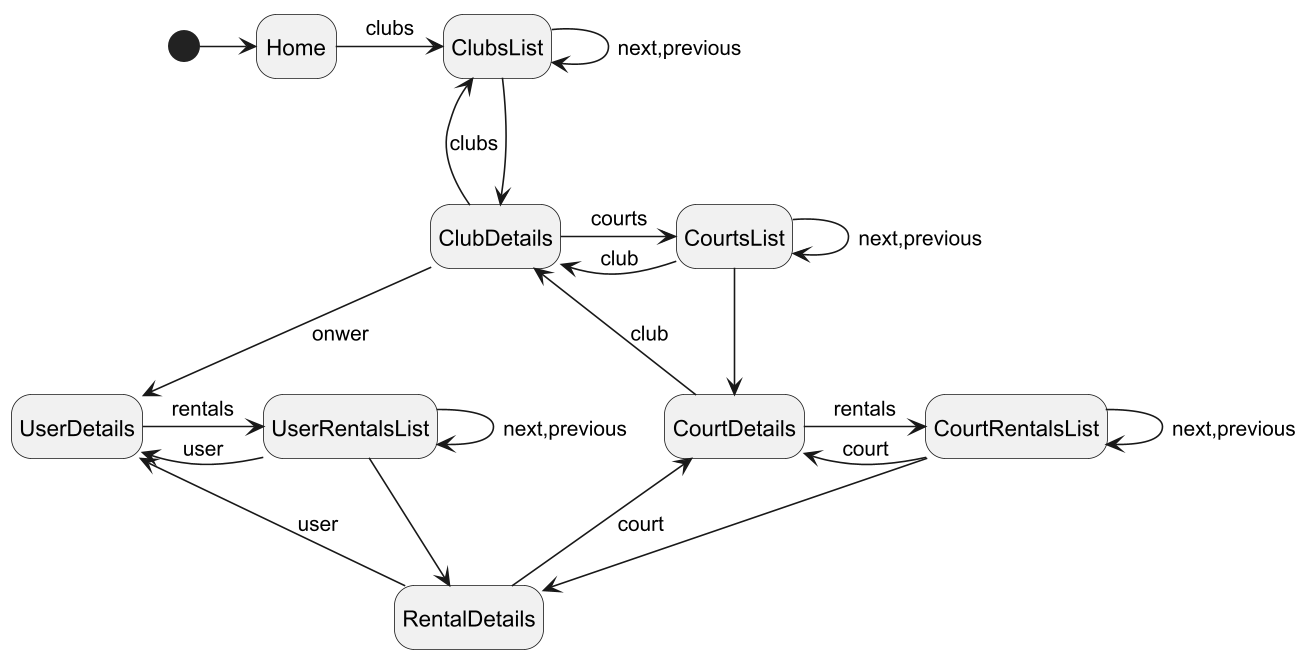 Home
clubs
ClubsList
next,previous
clubs
ClubDetails
courts
CourtsList
next,previous
club
onwer
club
UserDetails
rentals
UserRentalsList
next,previous
user
CourtDetails
rentals
CourtRentalsList
next,previous
court
user
court
RentalDetails